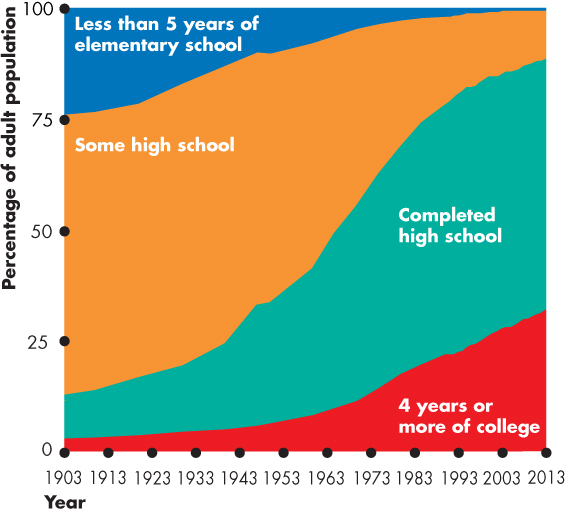 Percentage of adult population
100
75
50
25
0
Less than 5 years of
elementary school
Some high school
Completed
high school
4 years or
more of college
1903 1913 1923 1933 1943 1953 1963 1973 1983 1993 2003 2013
Year